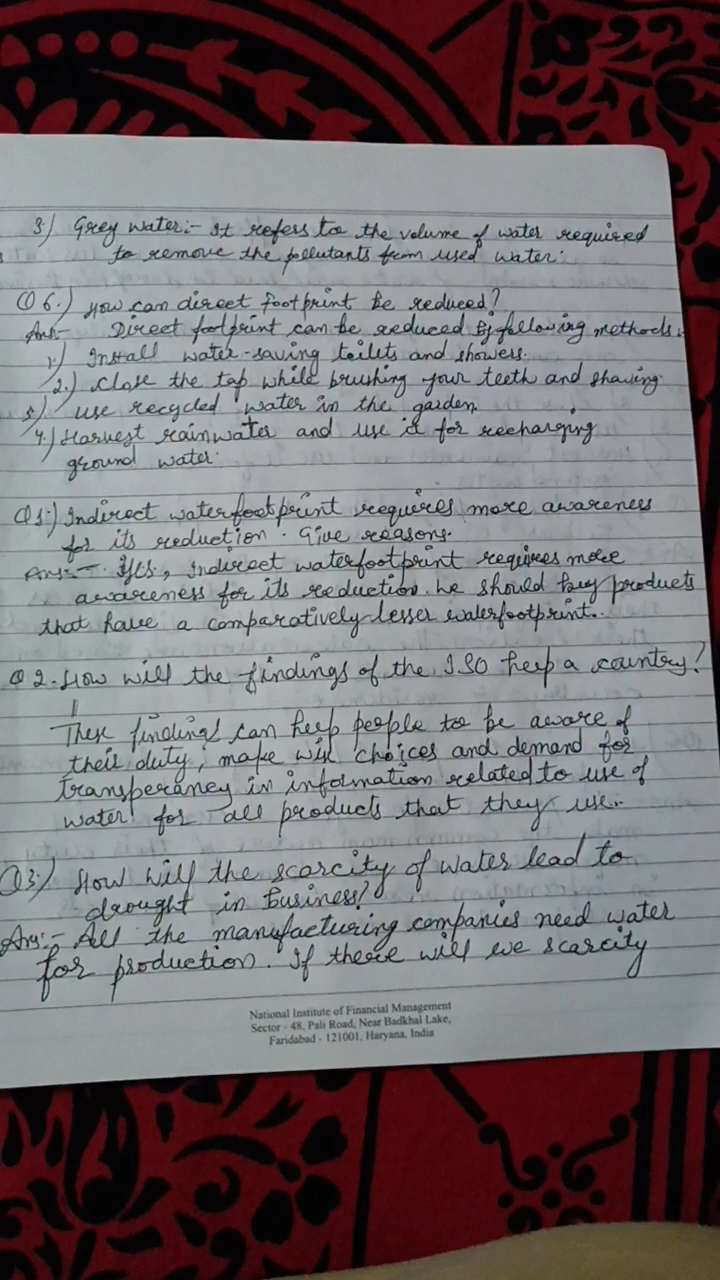 3.) Grey water:- It refers to the volume of water required
to remove the pollutants from used water.
Q 6.) How can direct footprint be reduced?
Ans:- Direct footprint can be reduced by following methods.
1.) Install water-saving toilets and showers.
2.) Close the tap while brushing your teeth and shaving.
3.) use recycled water in the garden
4.) Harvest rainwater and use it for recharging
ground water.
Q1:) Indirect waterfootprint requires more awareness
for its reduction. Give reasons.
Ans:- Yes, Indirect waterfootprint requires more
awareness for its reduction. We should buy products
that have a comparatively lesser waterfootprint.
Q 2. How will the findings of the ISO help a country?
These findings can help people to be aware of
their duty, make wise choices and demand for
transperancy in information related to use of
water for all products that they use.
Q3:) How will the scarcity of water lead to
drought in business?
Ans:- All the manufacturing companies need water
for production. If there will we scarcity
National Institute of Financial Management
Sector - 48, Pali Road, Near Badkhal Lake,
Faridabad - 121001, Haryana, India